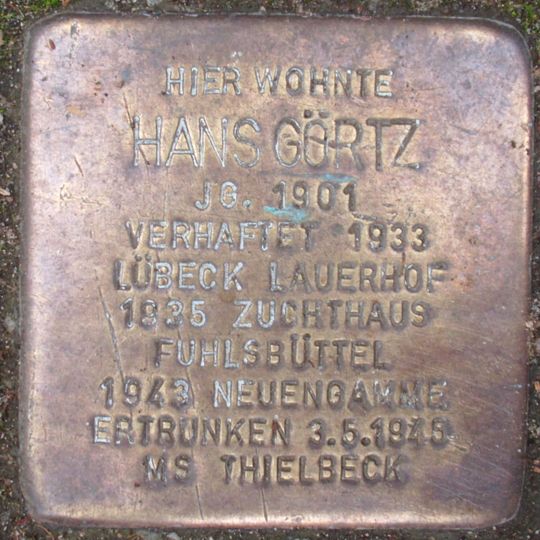 HIER WOHNTE
HANS GÖRTZ
JG. 1901
VERHAFTET 1933
LÜBECK LAUERHOF
1935 ZUCHTHAUS
FUHLSBÜTTEL
1943 NEUENGAMME
ERTRUNKEN 3.5.1945
MS THIELBECK